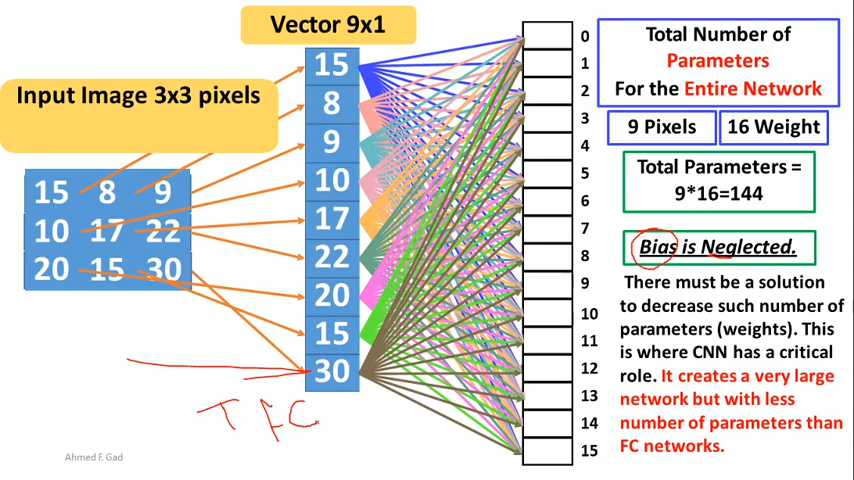 Vector 9x1
Input Image 3x3 pixels
15 8 9
10 17 22
20 15 30
15
8
9
10
17
22
20
15
30
0
1
2
3
4
5
6
7
8
9
10
11
12
13
14
15
Total Number of
Parameters
For the Entire Network
9 Pixels
16 Weight
Total Parameters =
9*16=144
Bias is Neglected.
There must be a solution
to decrease such number of
parameters (weights). This
is where CNN has a critical
role. It creates a very large
network but with less
number of parameters than
FC networks.
T FC
Ahmed F. Gad